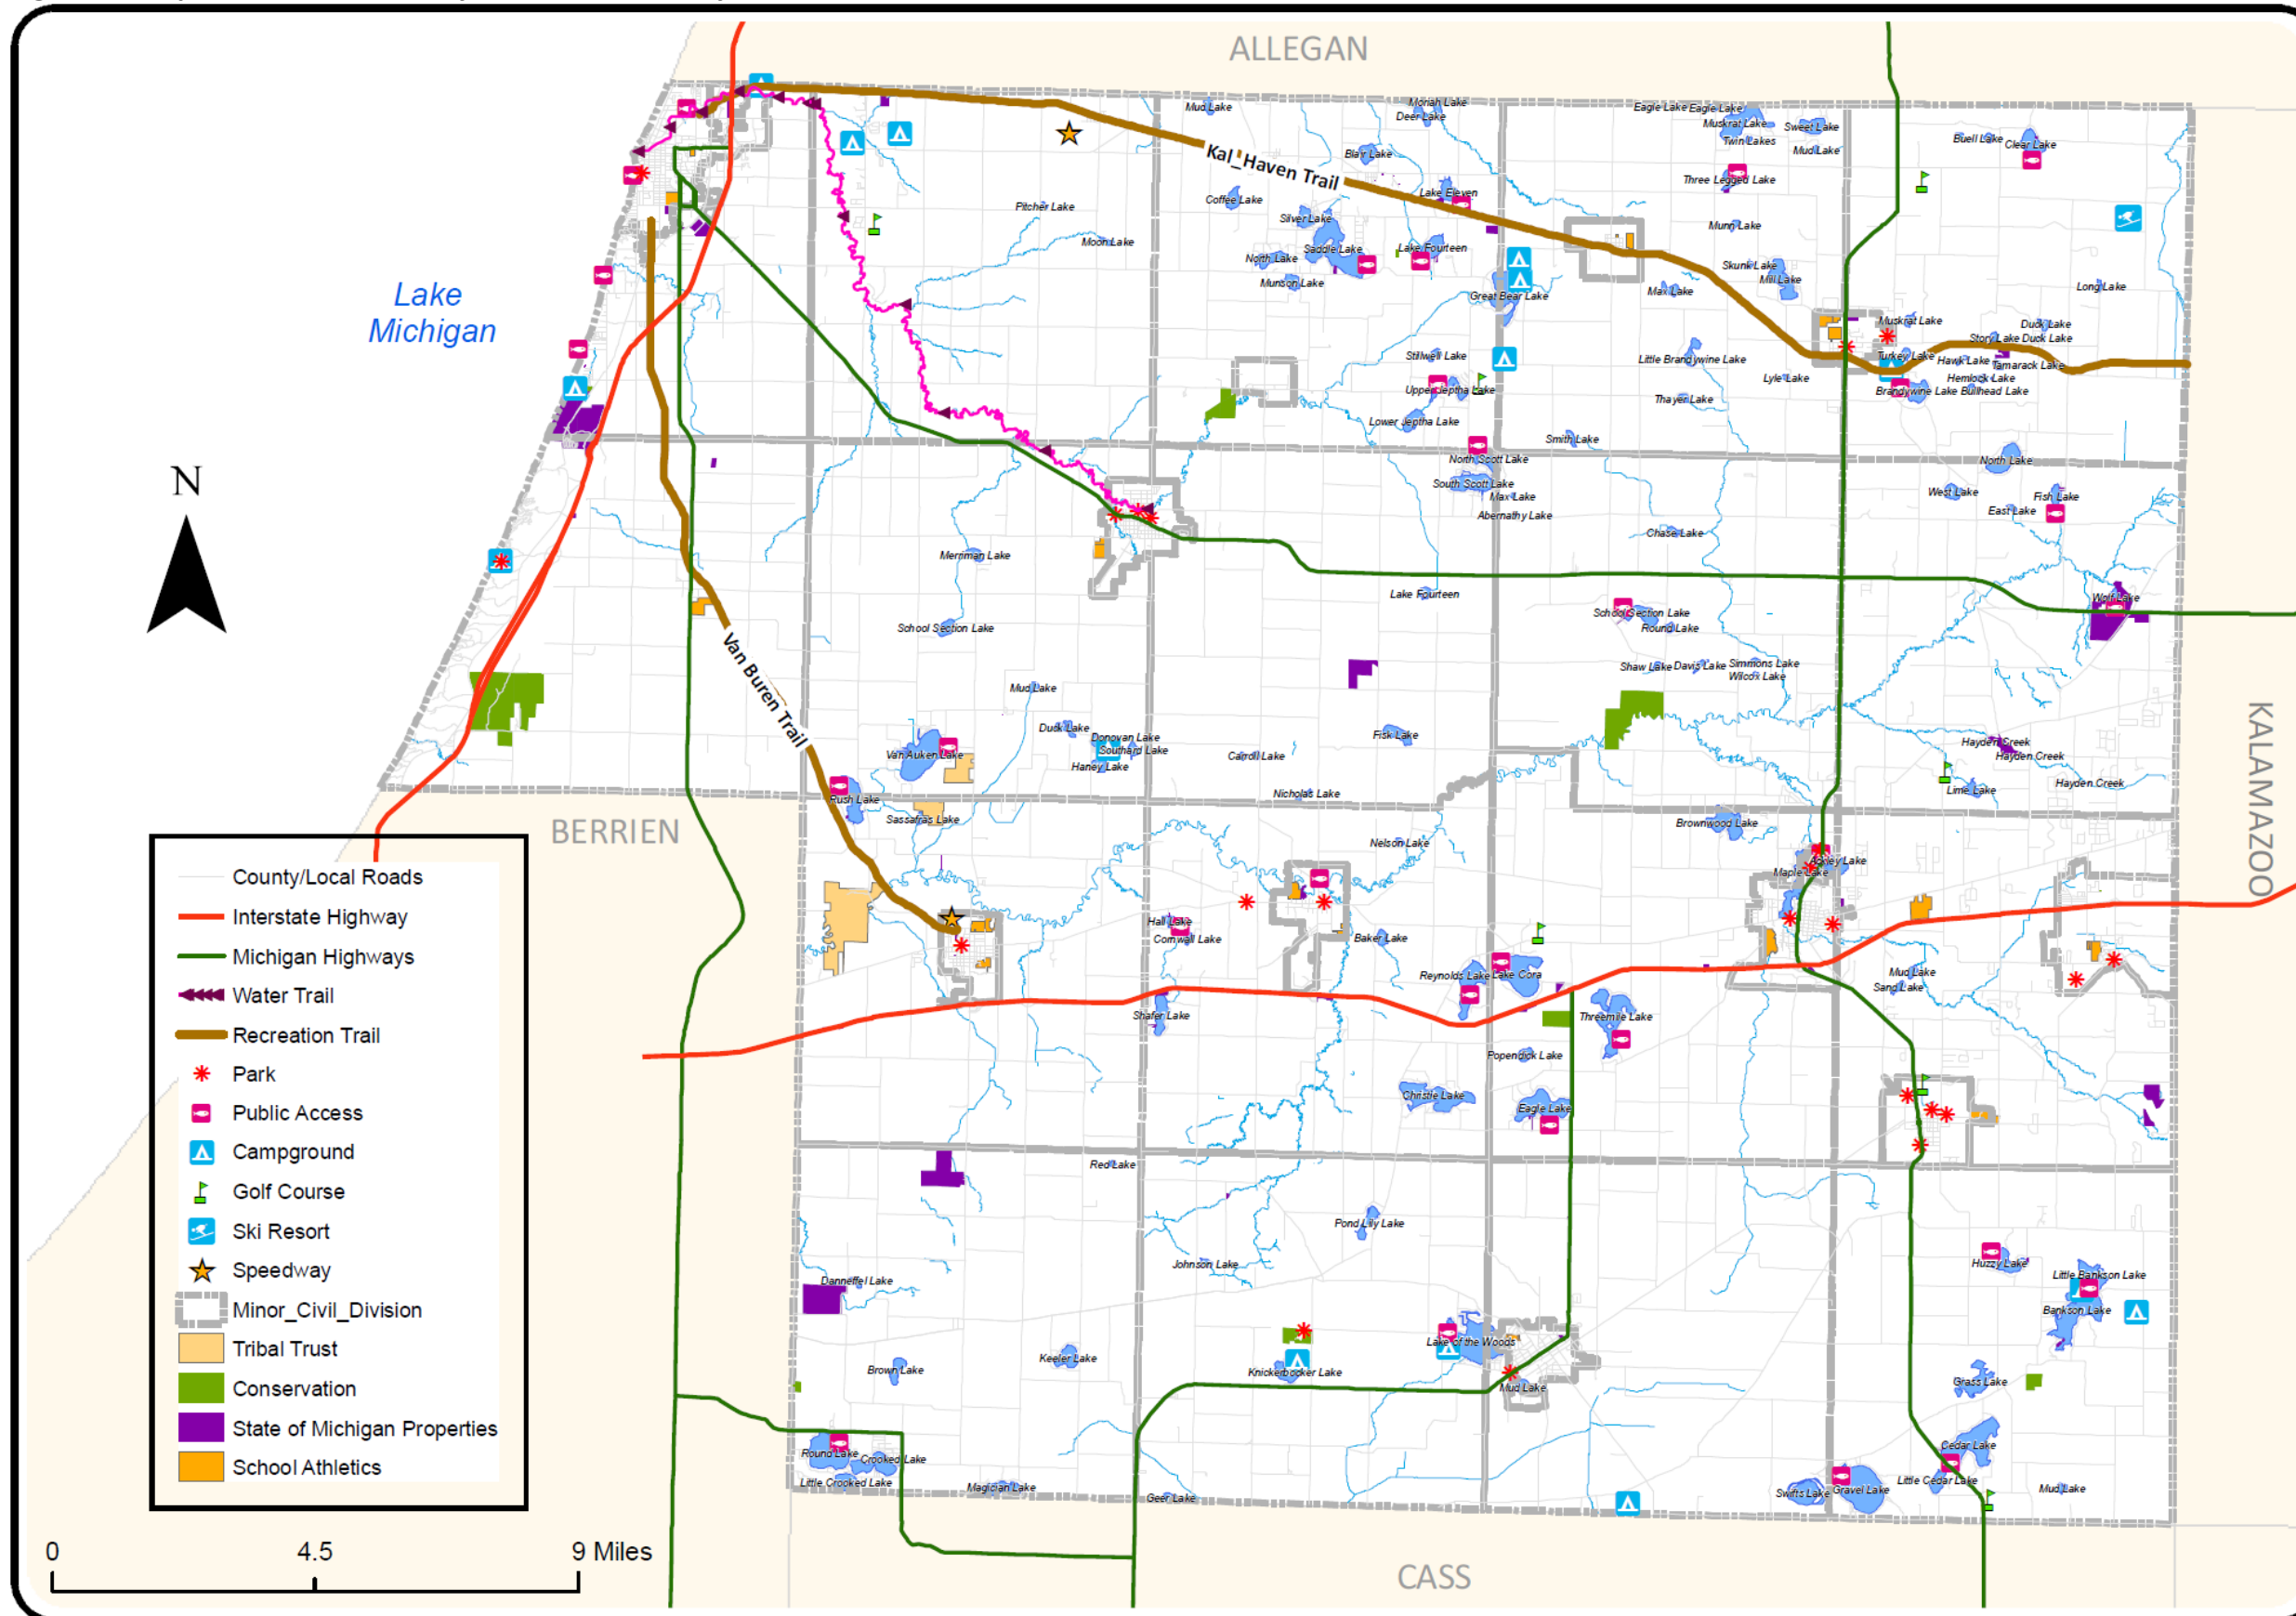 ALLEGAN
Mud Lake
Moriah Lake
Deer Lake
Eagle Lake
Eagle Lake
Muskrat Lake
Sweet Lake
Twin Lakes
Mud Lake
Buell Lake
Clear Lake
Kal_Haven Trail
Blay Lake
Three Legged Lake
Lake Eleven
Coffee Lake
Pitcher Lake
Silver Lake
Moon Lake
Saddle Lake
Lake Fourteen
Munn Lake
North Lake
Munson Lake
Skunk Lake
Mill Lake
Great Bear Lake
Max Lake
Long Lake
Lake
Michigan
Muskrat Lake
Duck Lake
Story Lake
Duck Lake
Stillwell Lake
Little Brandywine Lake
Turkey Lake
Hawk Lake
Tamarack Lake
Lyle Lake
Hemlock Lake
Upper Jeptha Lake
Brandywine Lake
Bullhead Lake
Thayer Lake
Lower Jeptha Lake
Smith Lake
North Scott Lake
North Lake
N
South Scott Lake
Max Lake
West Lake
Fish Lake
Abernathy Lake
East Lake
Chase Lake
Merriman Lake
Lake Fourteen
Wolf Lake
School Section Lake
School Section Lake
Round Lake
Van Buren Trail
Shaw Lake
Davis Lake
Simmons Lake
Wilcox Lake
Mud Lake
KALAMAZOO
Duck Lake
Donovan Lake
Fisk Lake
Hayden Creek
Van Auken Lake
Southard Lake
Carroll Lake
Hayden Creek
Haney Lake
Hayden Creek
Nicholas Lake
Lime Lake
Rush Lake
Sassafras Lake
Brownwood Lake
BERRIEN
Nelson Lake
Ackley Lake
Maple Lake
Hall Lake
Cornwall Lake
Baker Lake
Reynolds Lake
Lake Cora
Mud Lake
Sand Lake
Shafer Lake
Threemile Lake
Popendick Lake
Christie Lake
Eagle Lake
Red Lake
Pond Lily Lake
Johnson Lake
Huzzy Lake
Danneffel Lake
Little Bankson Lake
Bankson Lake
Lake of the Woods
Keeler Lake
Brown Lake
Knickerbocker Lake
Mud Lake
Grass Lake
Round Lake
Crooked Lake
Cedar Lake
Little Crooked Lake
Magician Lake
Geer Lake
Swifts Lake
Gravel Lake
Little Cedar Lake
Mud Lake
CASS
County/Local Roads
Interstate Highway
Michigan Highways
Water Trail
Recreation Trail
Park
Public Access
Campground
Golf Course
Ski Resort
Speedway
Minor_Civil_Division
Tribal Trust
Conservation
State of Michigan Properties
School Athletics
0 4.5 9 Miles